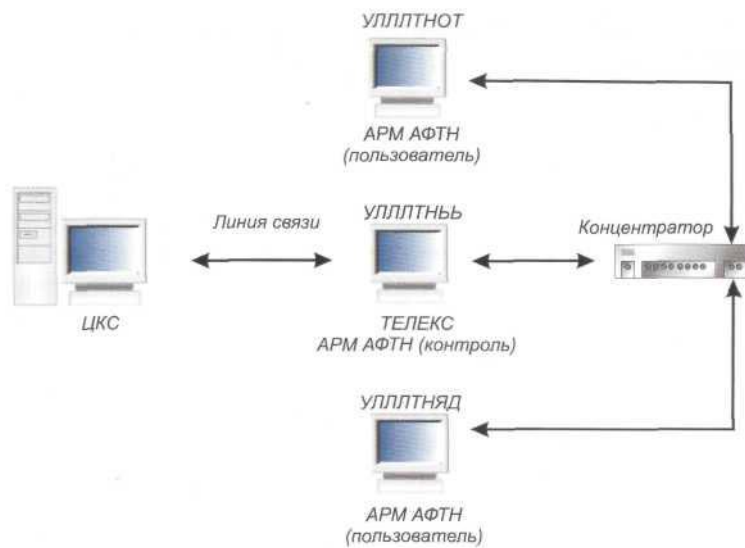 УЛЛЛТНОТ
АРМ АФТН
(пользователь)
Линия связи
УЛЛЛТНЬЬ
Концентратор
ЦКС
ТЕЛЕКС
АРМ АФТН (контроль)
УЛЛЛТНЯД
АРМ АФТН
(пользователь)